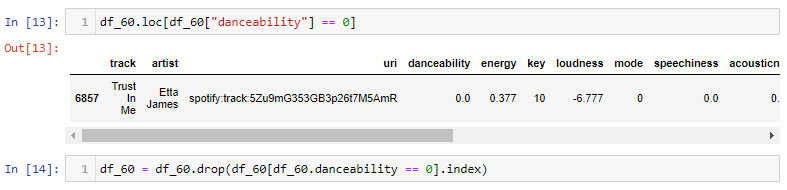 In [13]: 1 df_60.loc[df_60["danceability"] == 0]
Out[13]:
track artist uri danceability energy key loudness mode speechiness acousticn
6857 Trust In Me Etta James spotify:track:5Zu9mG353GB3p26t7M5AmR 0.0 0.377 10 -6.777 0 0.0 0.
In [14]: 1 df_60 = df_60.drop(df_60[df_60.danceability == 0].index)